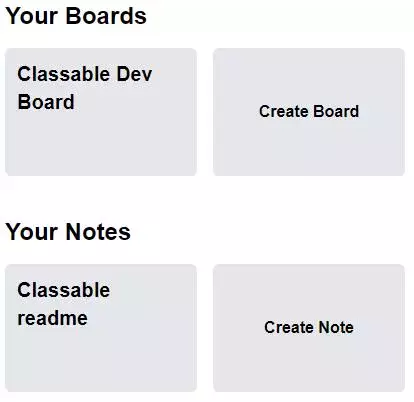 Your Boards
Classable Dev
Board
Create Board
Your Notes
Classable
readme
Create Note